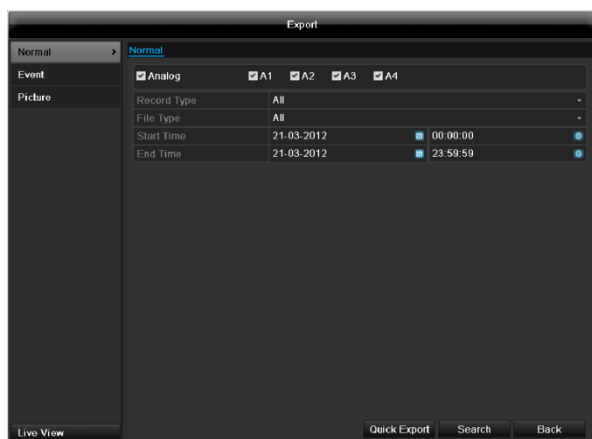 Export
Normal
Event
Picture
Live View
Normal
Analog A1 A2 A3 A4
Record Type All
File Type All
Start Time 21-03-2012 00:00:00
End Time 21-03-2012 23:59:59
Quick Export Search Back